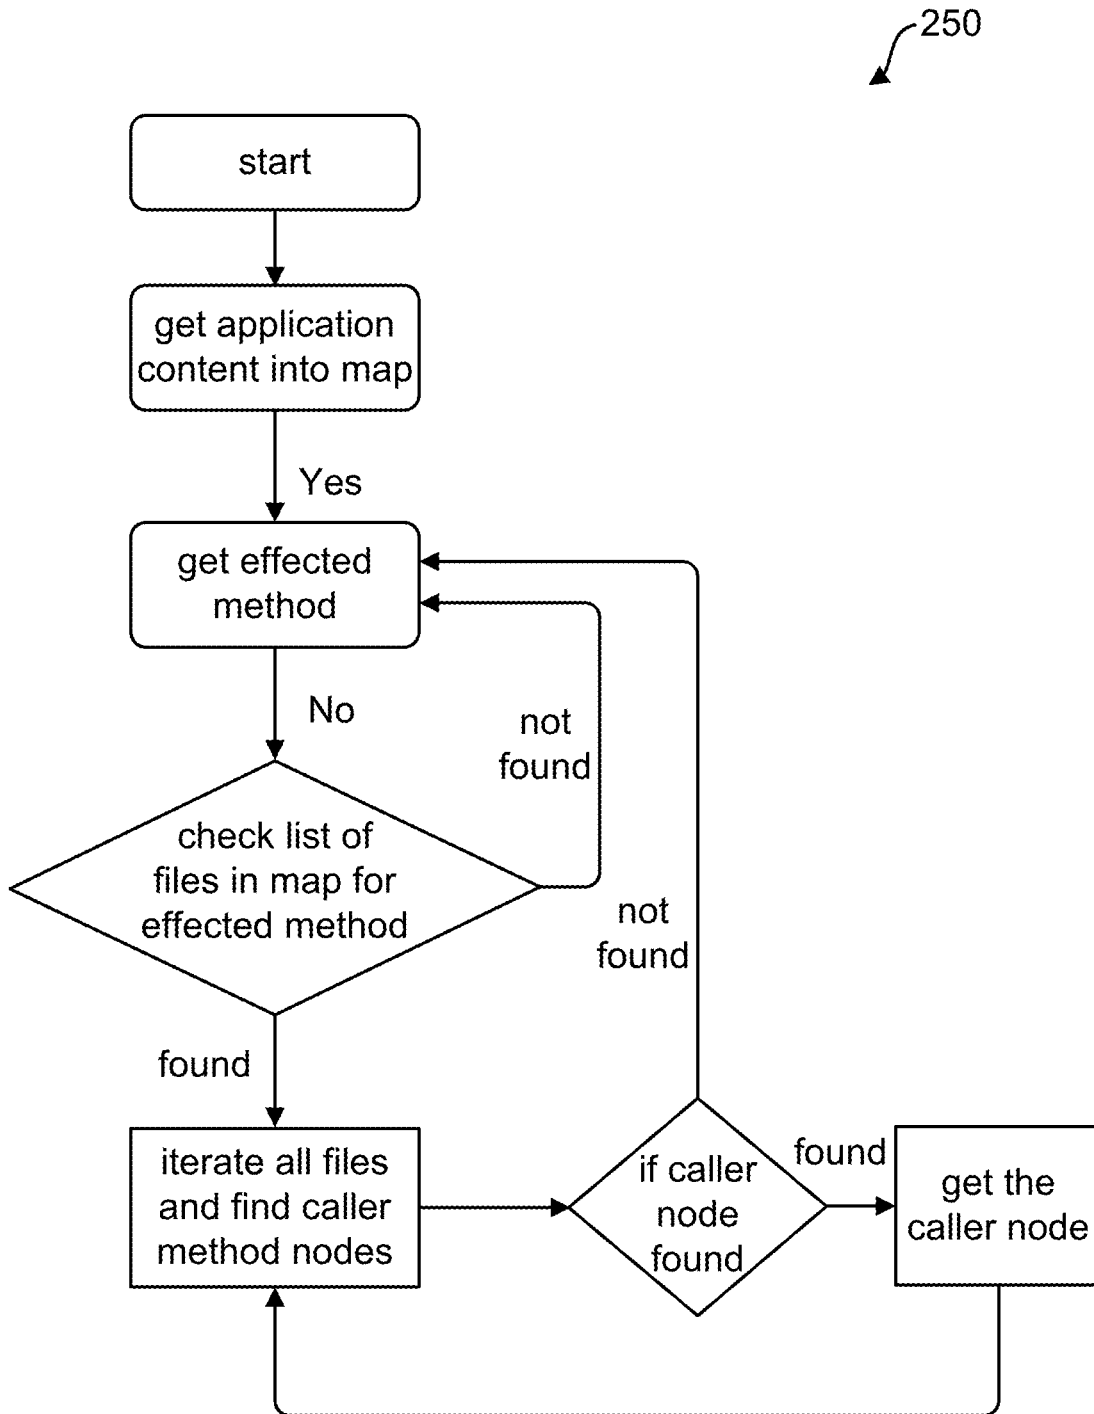 250
start
get application
content into map
Yes
get effected
method
No
not
found
check list of
files in map for
effected method
not
found
found
iterate all files
and find caller
method nodes
if caller
node
found
found
get the
caller node